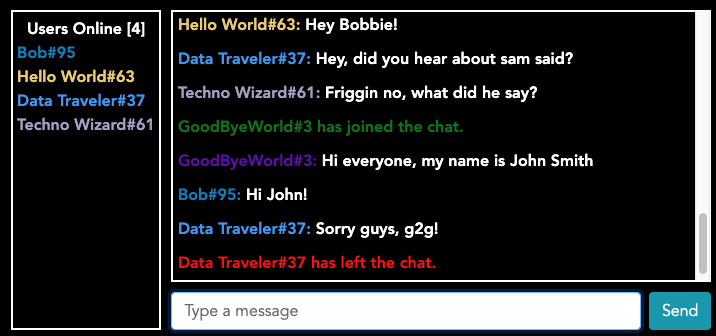 Users Online [4]
Bob#95
Hello World#63
Data Traveler#37
Techno Wizard#61
Hello World#63: Hey Bobbie!
Data Traveler#37: Hey, did you hear about sam said?
Techno Wizard#61: Friggin no, what did he say?
GoodByeWorld#3 has joined the chat.
GoodByeWorld#3: Hi everyone, my name is John Smith
Bob#95: Hi John!
Data Traveler#37: Sorry guys, g2g!
Data Traveler#37 has left the chat.
Type a message
Send